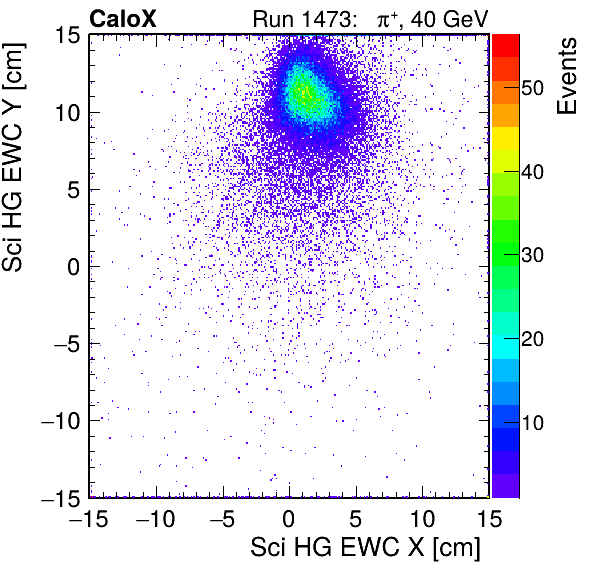 CaloX Run 1473: π⁺, 40 GeV
Sci HG EWC Y [cm]
15
10
5
0
−5
−10
−15
−15 −10 −5 0 5 10 15
Sci HG EWC X [cm]
Events
50
40
30
20
10